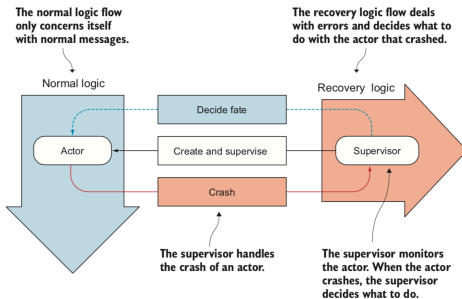 The normal logic flow
only concerns itself
with normal messages.
The recovery logic flow deals
with errors and decides what to
do with the actor that crashed.
Normal logic
Recovery logic
Decide fate
Actor
Create and supervise
Supervisor
Crash
The supervisor handles
the crash of an actor.
The supervisor monitors
the actor. When the actor
crashes, the supervisor
decides what to do.